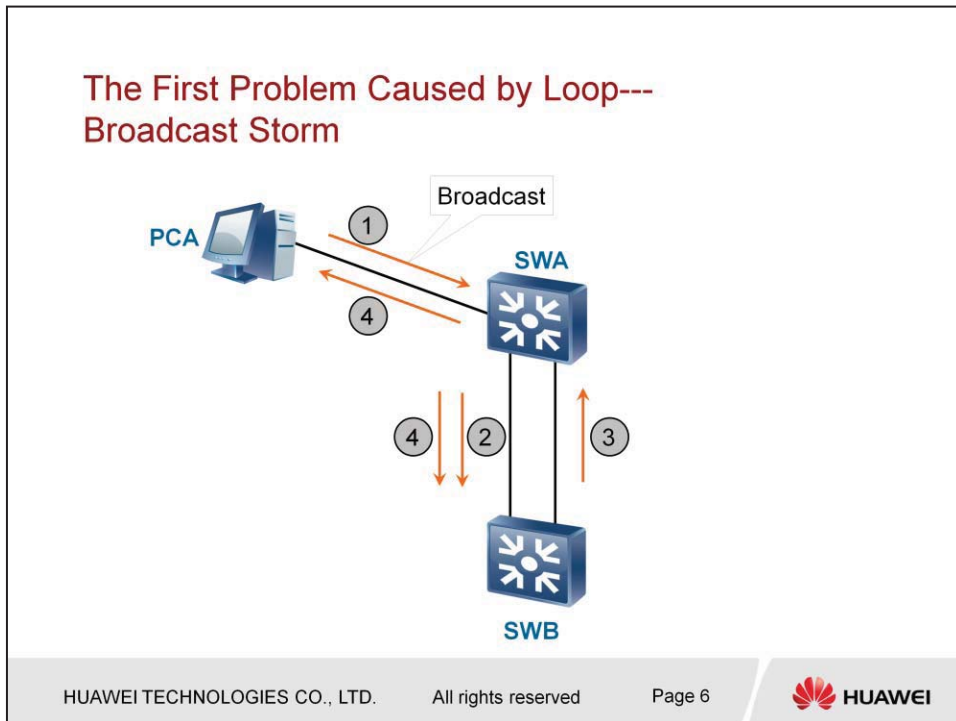 The First Problem Caused by Loop---
Broadcast Storm
Broadcast
PCA
1
SWA
4
4
2
3
SWB
HUAWEI TECHNOLOGIES CO., LTD. All rights reserved Page 6 HUAWEI